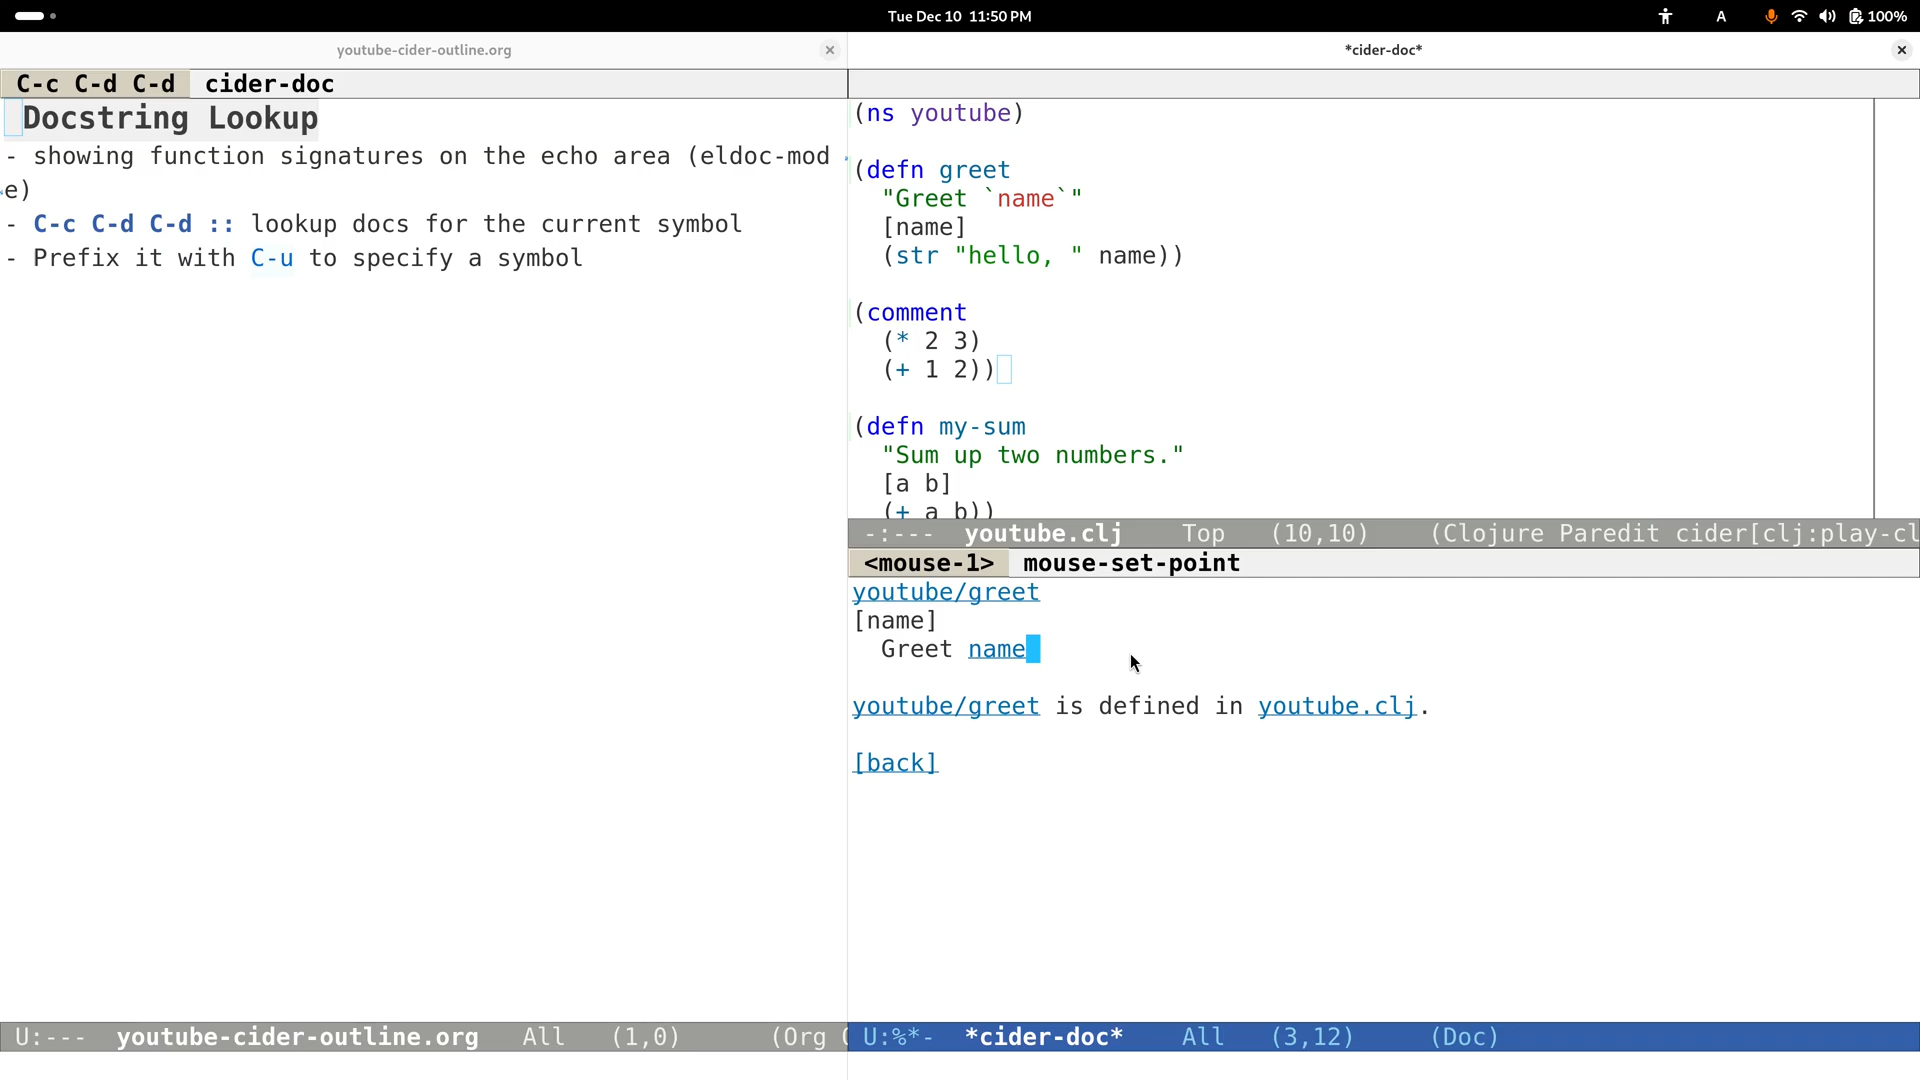 Tue Dec 10 11:50 PM
A
100%
youtube-cider-outline.org
C-c C-d C-d cider-doc
Docstring Lookup
- showing function signatures on the echo area (eldoc-mod
e)
- C-c C-d C-d :: lookup docs for the current symbol
- Prefix it with C-u to specify a symbol
U:--- youtube-cider-outline.org All (1,0) (Org
*cider-doc*
(ns youtube)
(defn greet
"Greet `name`"
[name]
(str "hello, " name))
(comment
(* 2 3)
(+ 1 2))
(defn my-sum
"Sum up two numbers."
[a b]
(+ a b))
-:--- youtube.clj Top (10,10) (Clojure Paredit cider[clj:play-cl
<mouse-1> mouse-set-point
youtube/greet
[name]
Greet name
youtube/greet is defined in youtube.clj.
[back]
U:%*- *cider-doc* All (3,12) (Doc)